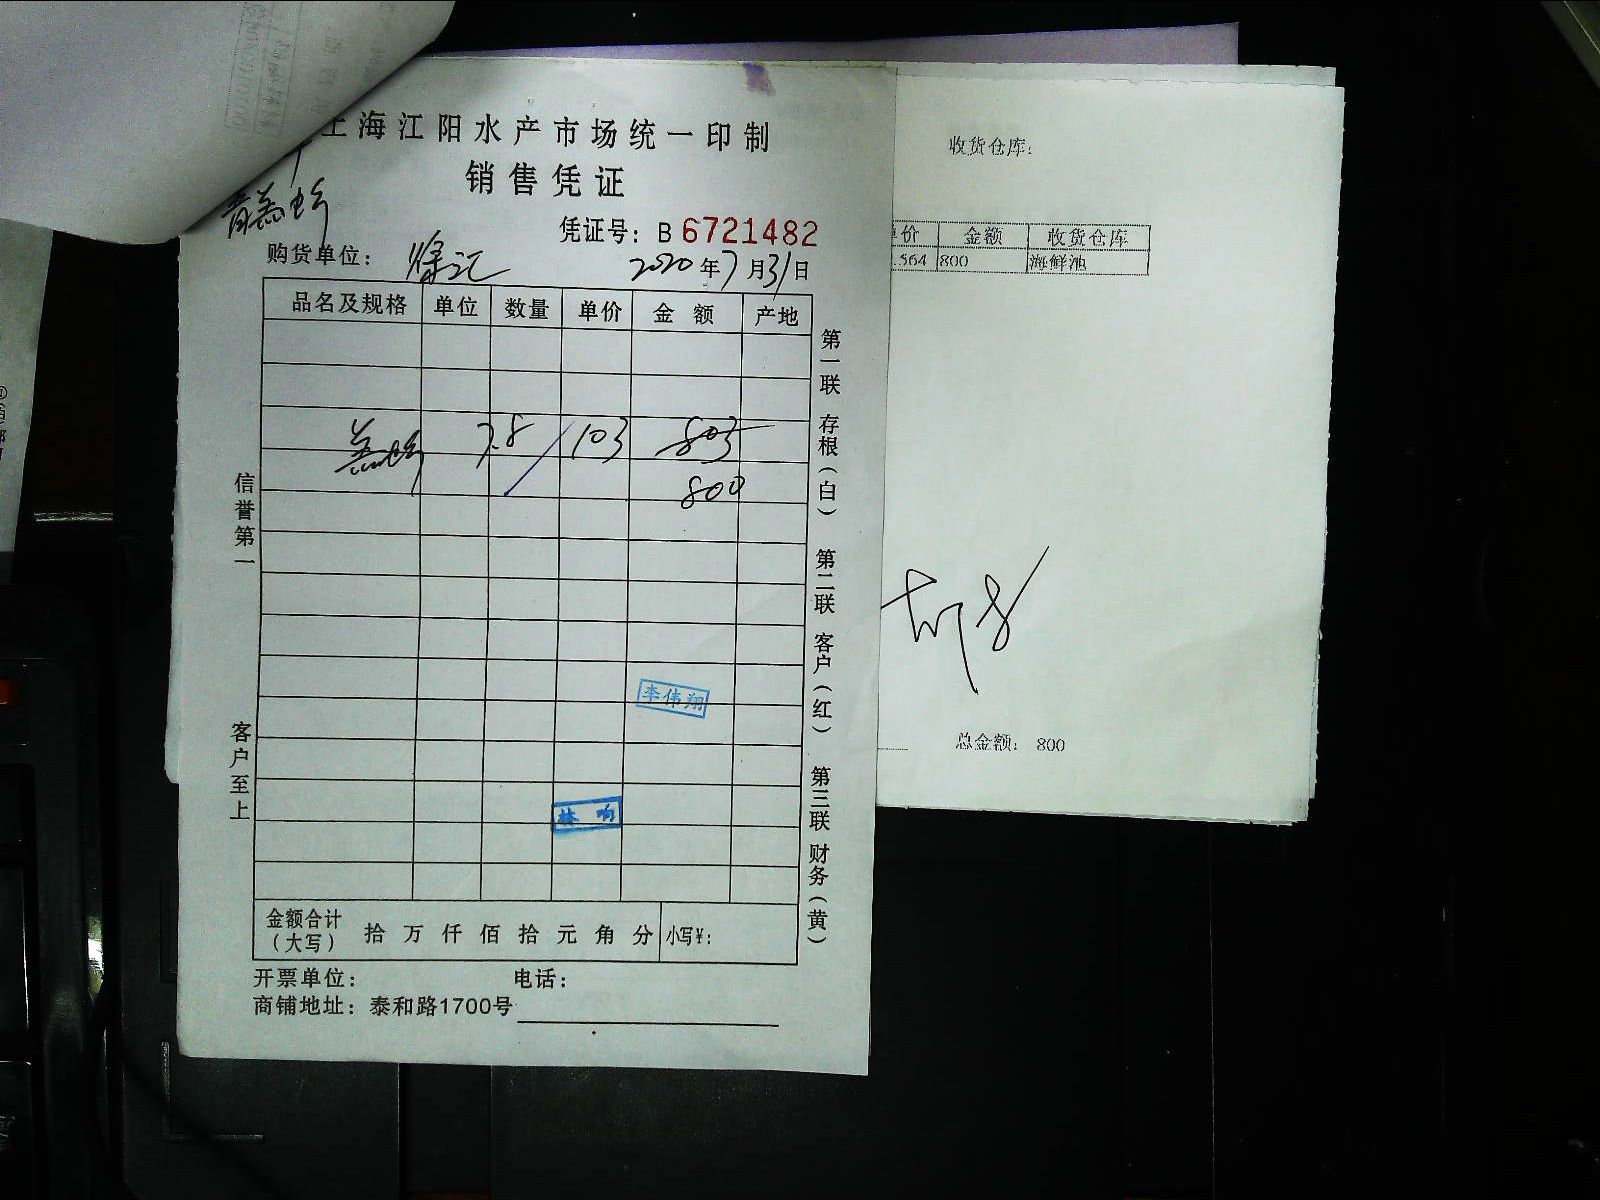 上海江阳水产市场统一印制
销售凭证
凭证号：B 6721482
购货单位：徐汇
2020年7月31日
品名及规格 单位 数量 单价 金额 产地
7.8 103 803
800
李伟翔
林响
金额合计（大写） 拾万仟佰拾元角分 小写¥：
开票单位： 电话：
商铺地址：泰和路1700号
信誉第一
客户至上
第一联 存根（白） 第二联 客户（红） 第三联 财务（黄）
收货仓库：
价 金额 收货仓库
.564 800 海鲜池
总金额： 800